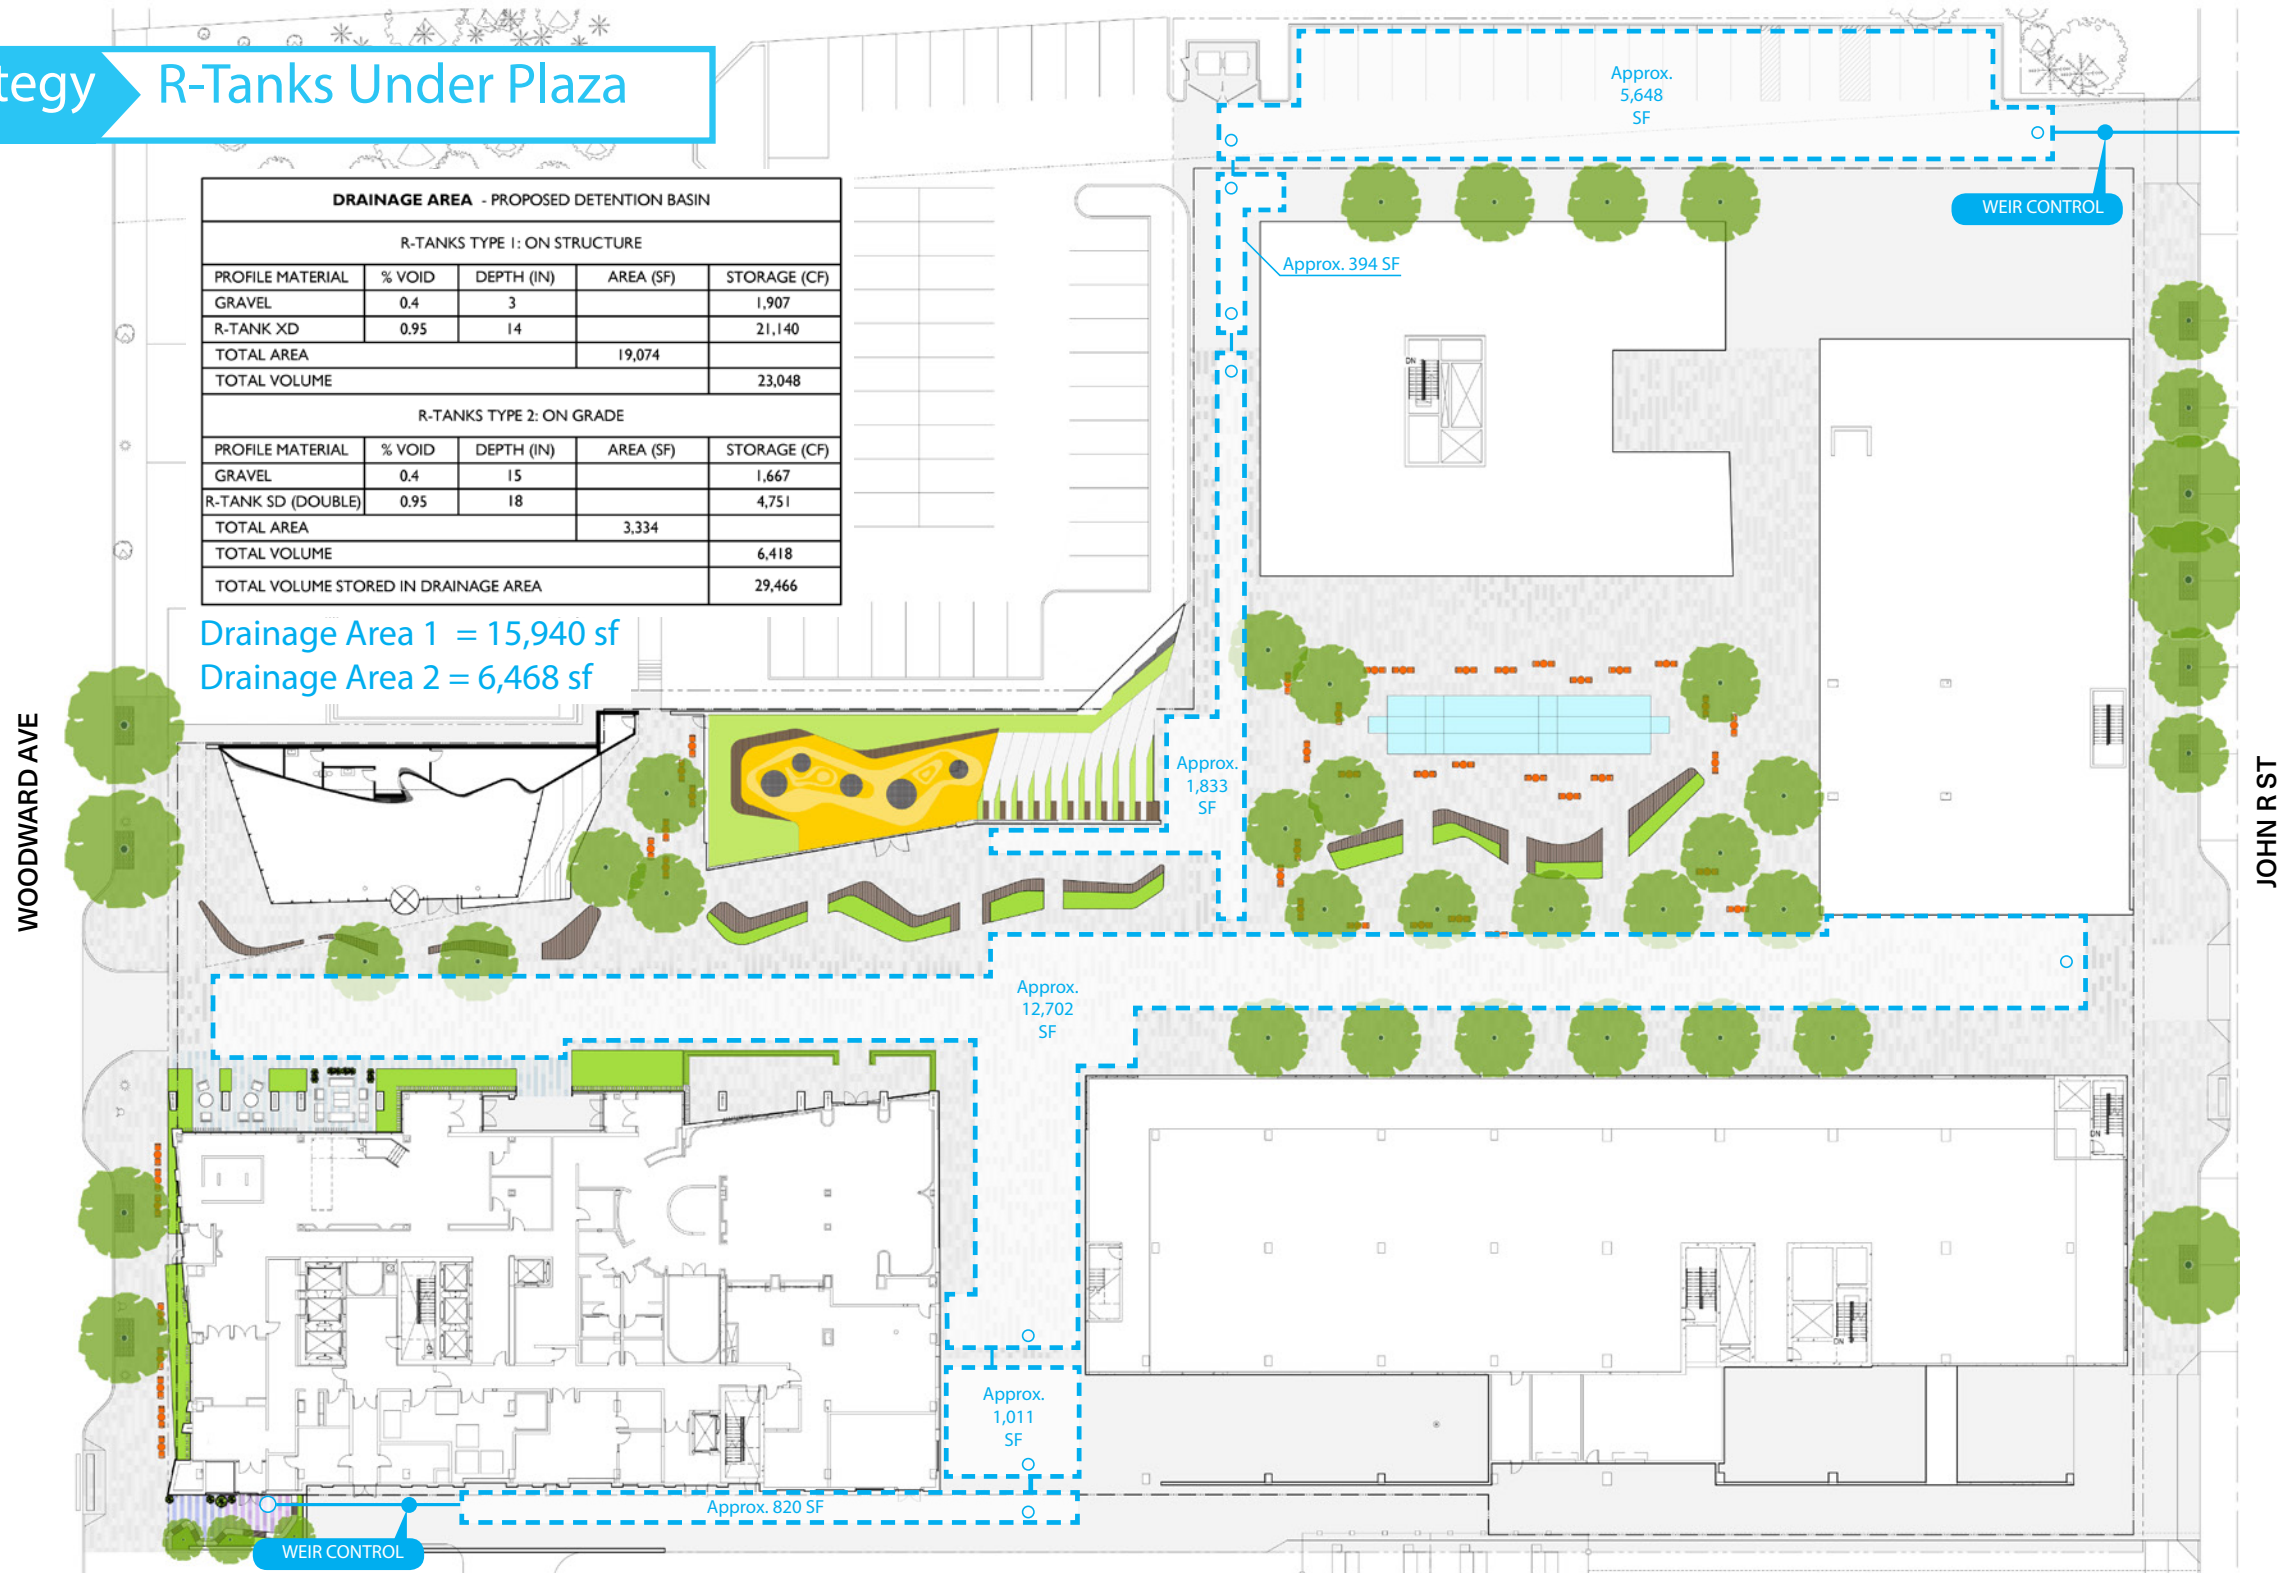 tegy
R-Tanks Under Plaza
DRAINAGE AREA - PROPOSED DETENTION BASIN
R-TANKS TYPE 1: ON STRUCTURE
PROFILE MATERIAL % VOID DEPTH (IN) AREA (SF) STORAGE (CF)
GRAVEL 0.4 3 1,907
R-TANK XD 0.95 14 21,140
TOTAL AREA 19,074
TOTAL VOLUME 23,048
R-TANKS TYPE 2: ON GRADE
PROFILE MATERIAL % VOID DEPTH (IN) AREA (SF) STORAGE (CF)
GRAVEL 0.4 15 1,667
R-TANK SD (DOUBLE) 0.95 18 4,751
TOTAL AREA 3,334
TOTAL VOLUME 6,418
TOTAL VOLUME STORED IN DRAINAGE AREA 29,466
Drainage Area 1 = 15,940 sf
Drainage Area 2 = 6,468 sf
Approx.
5,648
SF
WEIR CONTROL
Approx. 394 SF
DN
Approx.
1,833
SF
WOODWARD AVE
JOHN R ST
Approx.
12,702
SF
DN
DN
Approx.
1,011
SF
Approx. 820 SF
WEIR CONTROL